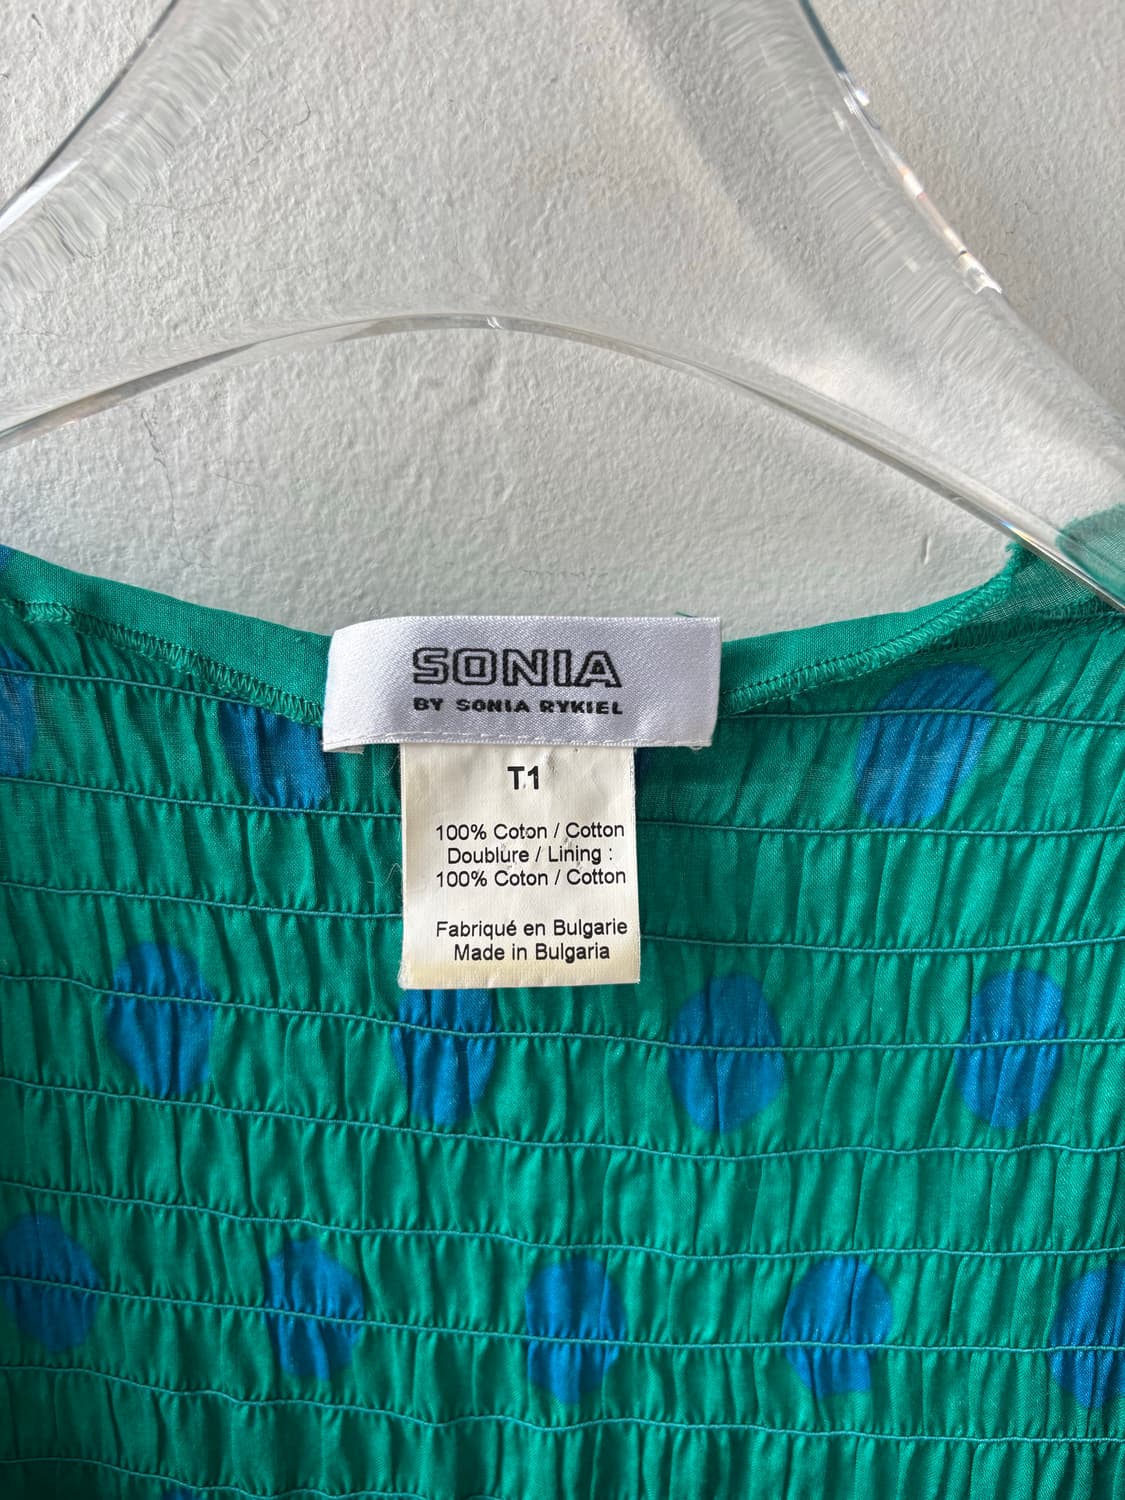 SONIA
BY SONIA RYKIEL
T1
100% Coton / Cotton
Doublure / Lining :
100% Coton / Cotton
Fabriqué en Bulgarie
Made in Bulgaria